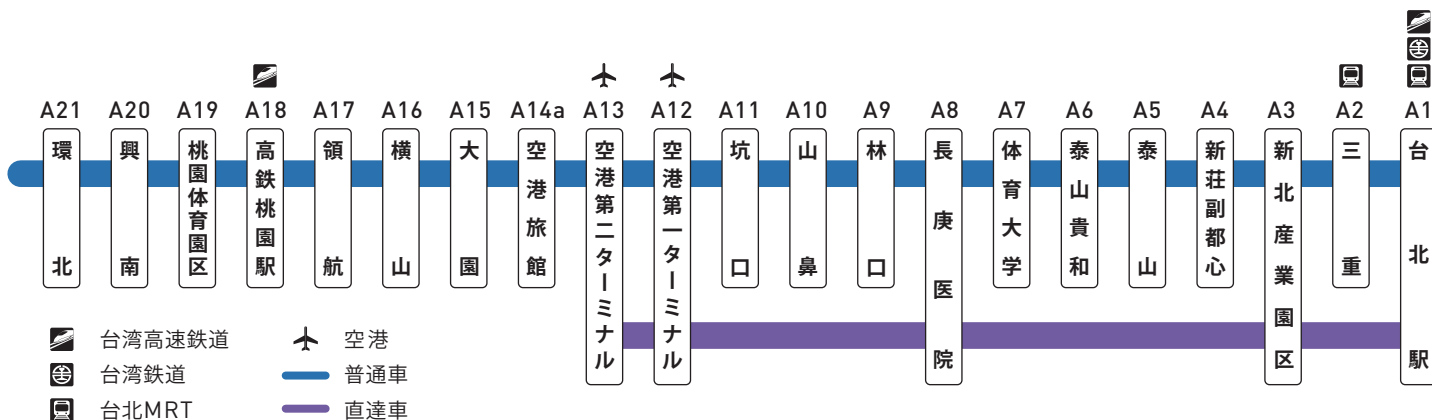 A21 A20 A19 A18 A17 A16 A15 A14a A13 A12 A11 A10 A9 A8 A7 A6 A5 A4 A3 A2 A1
環北
興南
桃園体育園区
高鉄桃園駅
領航
横山
大園
空港旅館
空港第二ターミナル
空港第一ターミナル
坑口
山鼻
林口
長庚医院
体育大学
泰山貴和
泰山
新荘副都心
新北産業園区
三重
台北駅
台湾高速鉄道
空港
台湾鉄道
普通車
台北MRT
直達車